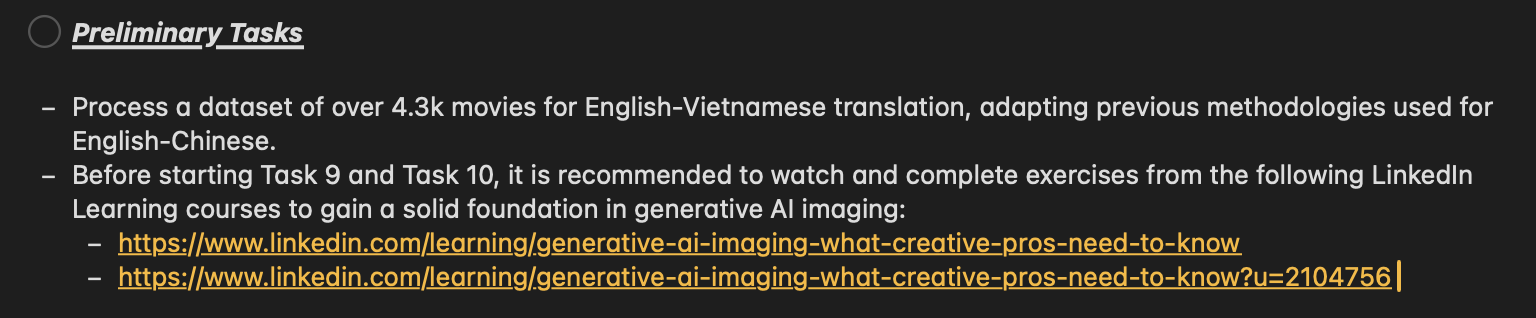 Preliminary Tasks
– Process a dataset of over 4.3k movies for English-Vietnamese translation, adapting previous methodologies used for
English-Chinese.
– Before starting Task 9 and Task 10, it is recommended to watch and complete exercises from the following LinkedIn
Learning courses to gain a solid foundation in generative AI imaging:
– https://www.linkedin.com/learning/generative-ai-imaging-what-creative-pros-need-to-know
– https://www.linkedin.com/learning/generative-ai-imaging-what-creative-pros-need-to-know?u=2104756